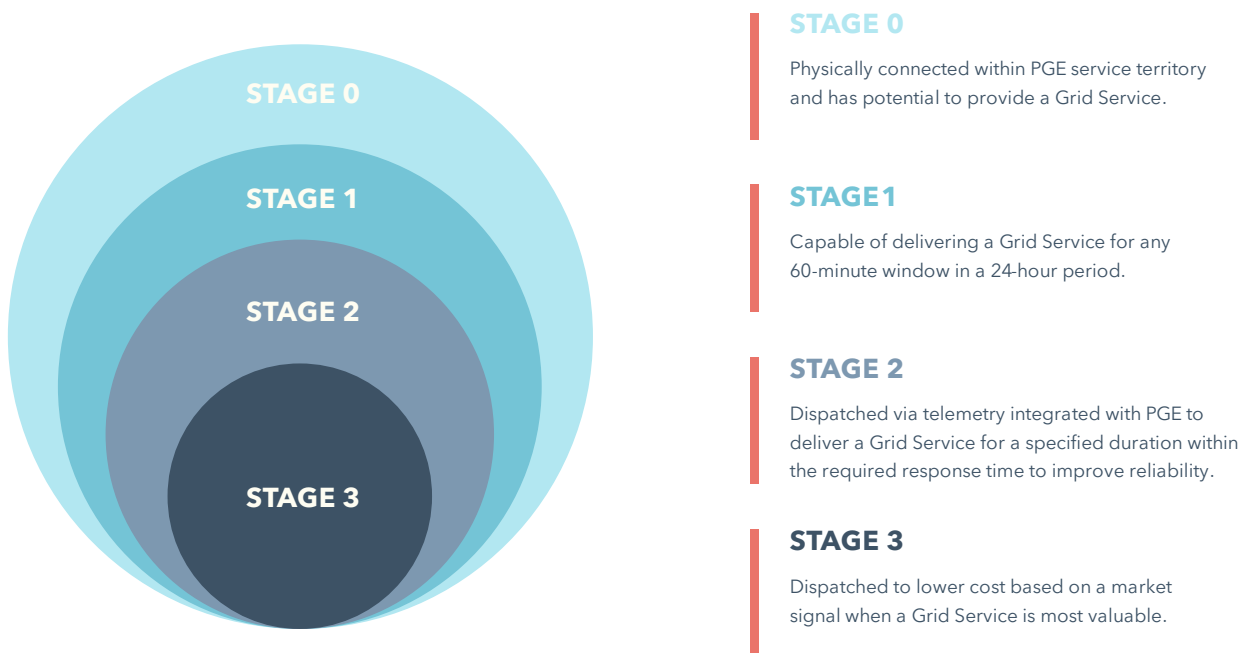 STAGE 0
STAGE 1
STAGE 2
STAGE 3
STAGE 0
Physically connected within PGE service territory
and has potential to provide a Grid Service.
STAGE1
Capable of delivering a Grid Service for any
60-minute window in a 24-hour period.
STAGE 2
Dispatched via telemetry integrated with PGE to
deliver a Grid Service for a specified duration within
the required response time to improve reliability.
STAGE 3
Dispatched to lower cost based on a market
signal when a Grid Service is most valuable.